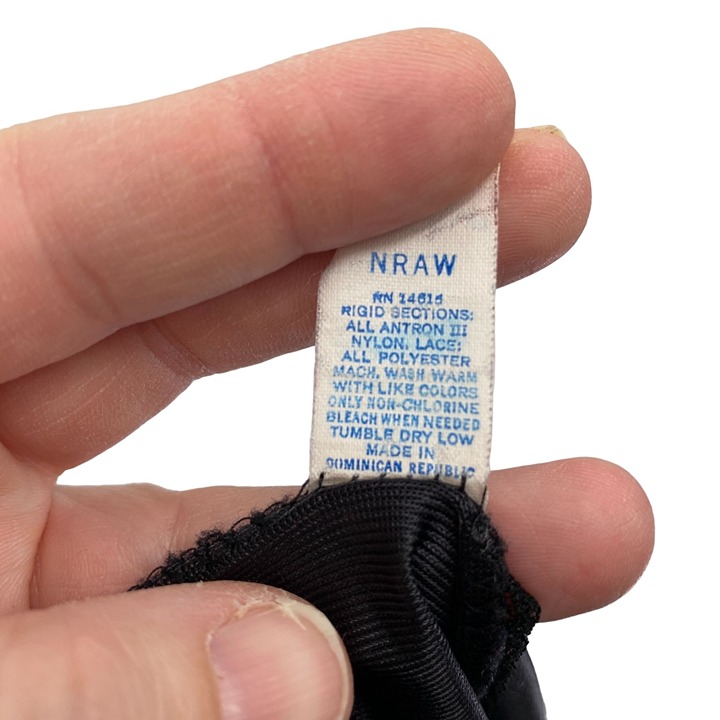 NRAW
RN 14615
RIGID SECTIONS:
ALL ANTRON III
NYLON, LACE:
ALL POLYESTER
MACH. WASH WARM
WITH LIKE COLORS
ONLY NON-CHLORINE
BLEACH WHEN NEEDED
TUMBLE DRY LOW
MADE IN
DOMINICAN REPUBLIC